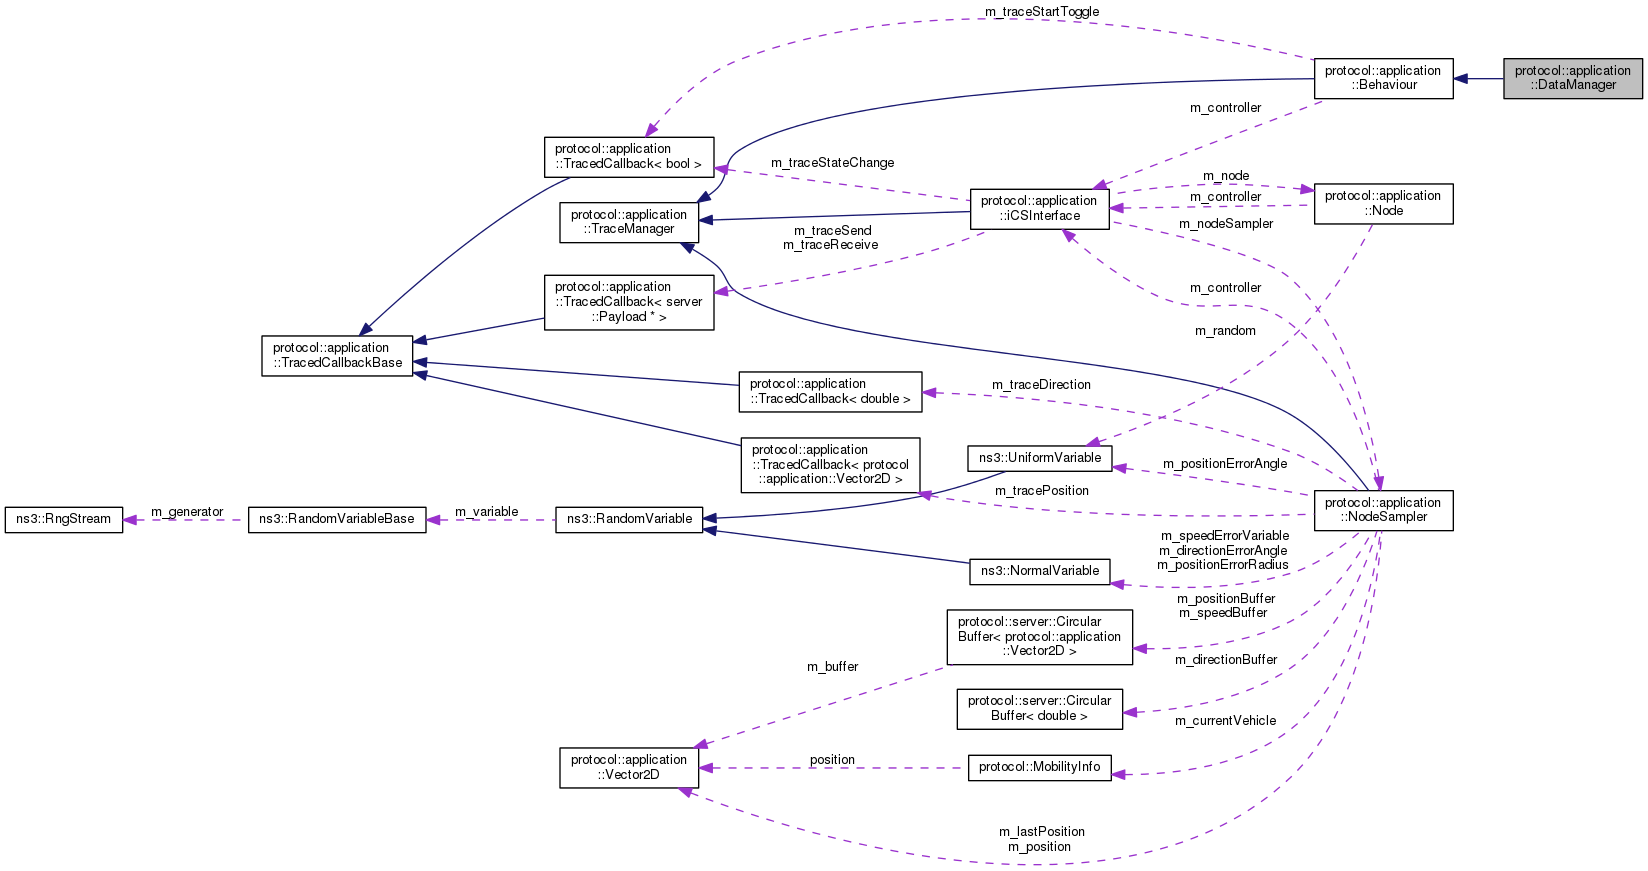 m_traceStartToggle
protocol::application
::Behaviour
protocol::application
::DataManager
m_controller
protocol::application
::TracedCallback< bool >
m_traceStateChange
m_node
protocol::application
::iCSInterface
m_controller
protocol::application
::Node
protocol::application
::TraceManager
m_nodeSampler
m_traceSend
m_traceReceive
protocol::application
::TracedCallback< server
::Payload * >
m_controller
m_random
protocol::application
::TracedCallbackBase
protocol::application
::TracedCallback< double >
m_traceDirection
protocol::application
::TracedCallback< protocol
::application::Vector2D >
ns3::UniformVariable
m_positionErrorAngle
m_tracePosition
protocol::application
::NodeSampler
ns3::RngStream
m_generator
ns3::RandomVariableBase
m_variable
ns3::RandomVariable
m_speedErrorVariable
m_directionErrorAngle
m_positionErrorRadius
ns3::NormalVariable
m_positionBuffer
m_speedBuffer
protocol::server::Circular
Buffer< protocol::application
::Vector2D >
m_buffer
m_directionBuffer
protocol::server::Circular
Buffer< double >
m_currentVehicle
protocol::application
::Vector2D
position
protocol::MobilityInfo
m_lastPosition
m_position